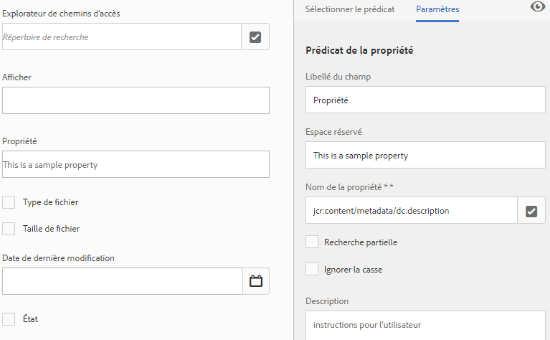 Explorateur de chemins d'accès
Répertoire de recherche
Afficher
Propriété
This is a sample property
Type de fichier
Taille de fichier
Date de dernière modification
État
Sélectionner le prédicat
Paramètres
Prédicat de la propriété
Libellé du champ
Propriété
Espace réservé
This is a sample property
Nom de la propriété * *
jcr:content/metadata/dc:description
Recherche partielle
Ignorer la casse
Description
instructions pour l'utilisateur